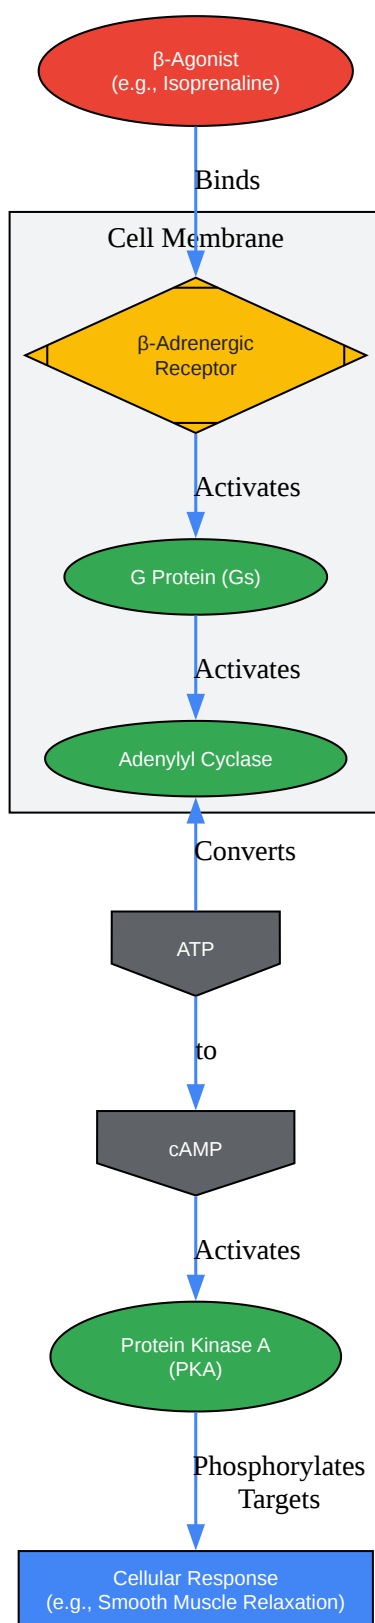 β-Agonist
(e.g., Isoprenaline)
Binds
Cell Membrane
β-Adrenergic
Receptor
Activates
G Protein (Gs)
Activates
Adenylyl Cyclase
Converts
ATP
to
cAMP
Activates
Protein Kinase A
(PKA)
Phosphorylates
Targets
Cellular Response
(e.g., Smooth Muscle Relaxation)